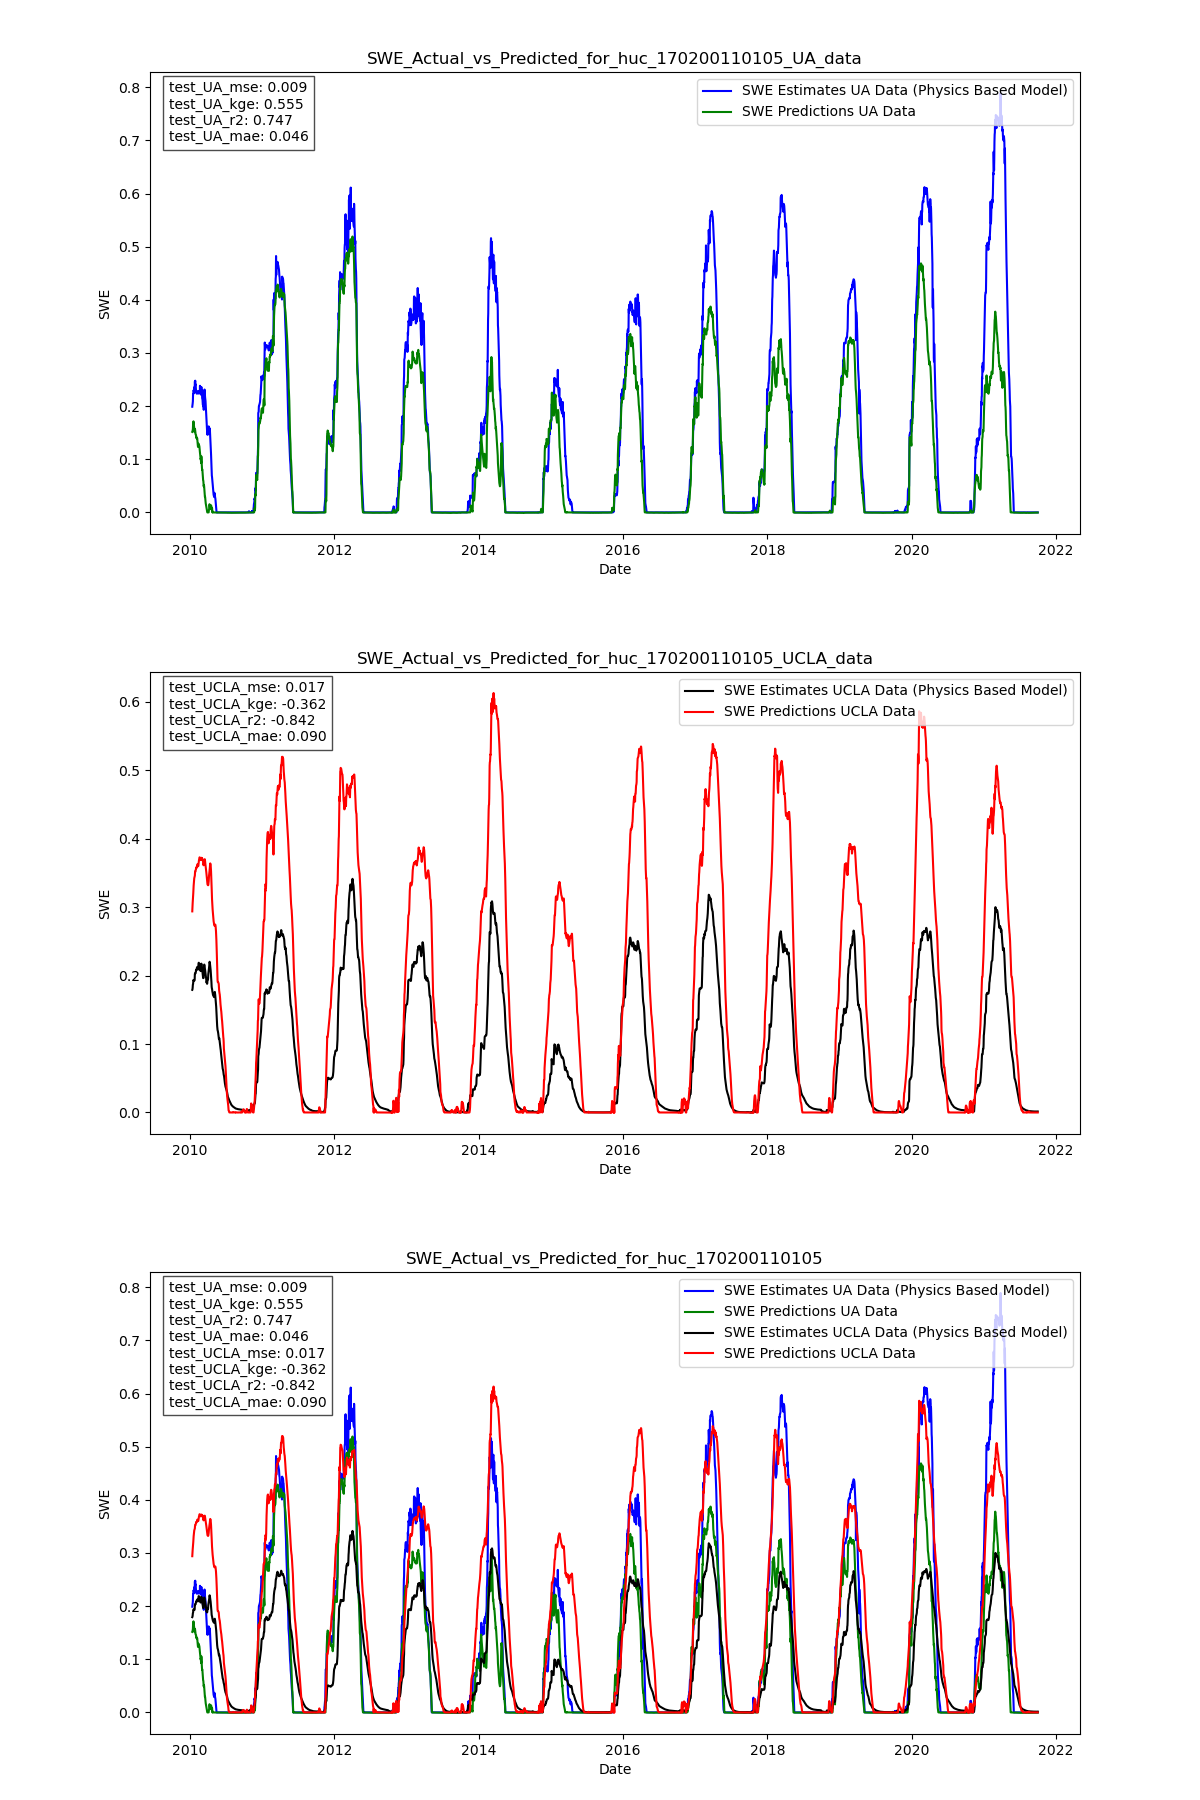 SWE_Actual_vs_Predicted_for_huc_170200110105_UA_data
test_UA_mse: 0.009
test_UA_kge: 0.555
test_UA_r2: 0.747
test_UA_mae: 0.046
SWE Estimates UA Data (Physics Based Model)
SWE Predictions UA Data
0.8
0.7
0.6
0.5
0.4
0.3
0.2
0.1
0.0
SWE
2010 2012 2014 2016 2018 2020 2022
Date
SWE_Actual_vs_Predicted_for_huc_170200110105_UCLA_data
test_UCLA_mse: 0.017
test_UCLA_kge: -0.362
test_UCLA_r2: -0.842
test_UCLA_mae: 0.090
SWE Estimates UCLA Data (Physics Based Model)
SWE Predictions UCLA Data
0.6
0.5
0.4
0.3
0.2
0.1
0.0
SWE
2010 2012 2014 2016 2018 2020 2022
Date
SWE_Actual_vs_Predicted_for_huc_170200110105
test_UA_mse: 0.009
test_UA_kge: 0.555
test_UA_r2: 0.747
test_UA_mae: 0.046
test_UCLA_mse: 0.017
test_UCLA_kge: -0.362
test_UCLA_r2: -0.842
test_UCLA_mae: 0.090
SWE Estimates UA Data (Physics Based Model)
SWE Predictions UA Data
SWE Estimates UCLA Data (Physics Based Model)
SWE Predictions UCLA Data
0.8
0.7
0.6
0.5
0.4
0.3
0.2
0.1
0.0
SWE
2010 2012 2014 2016 2018 2020 2022
Date